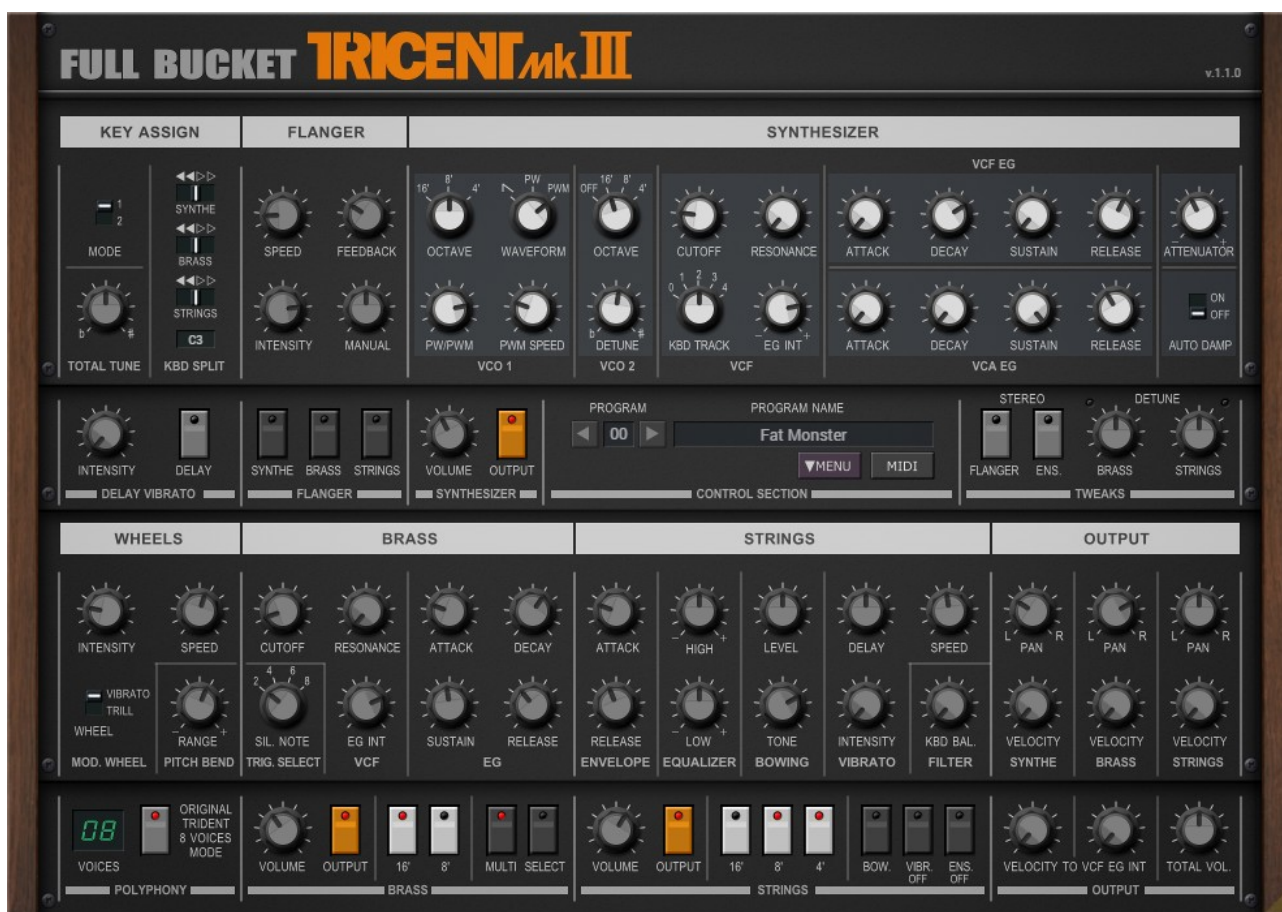 FULL BUCKET TRICENT mk III
v.1.1.0
KEY ASSIGN FLANGER SYNTHESIZER
VCF EG
16' 8' 4' PW PWM OFF 16' 8' 4'
1
2
MODE
SYNTHE
BRASS
STRINGS
C3
SPEED FEEDBACK OCTAVE WAVEFORM OCTAVE CUTOFF RESONANCE ATTACK DECAY SUSTAIN RELEASE - + ATTENUATOR
0 1 2 3 4
ON
OFF
b # b # - +
INTENSITY MANUAL PW/PWM PWM SPEED DETUNE KBD TRACK EG INT ATTACK DECAY SUSTAIN RELEASE AUTO DAMP
TOTAL TUNE KBD SPLIT VCO 1 VCO 2 VCF VCA EG
PROGRAM PROGRAM NAME STEREO DETUNE
00 Fat Monster
▼MENU MIDI
INTENSITY DELAY SYNTHE BRASS STRINGS VOLUME OUTPUT FLANGER ENS. BRASS STRINGS
DELAY VIBRATO FLANGER SYNTHESIZER CONTROL SECTION TWEAKS
WHEELS BRASS STRINGS OUTPUT
INTENSITY SPEED CUTOFF RESONANCE ATTACK DECAY ATTACK - HIGH + LEVEL DELAY SPEED L PAN R L PAN R L PAN R
2 4 6 8
VIBRATO
TRILL
WHEEL
- RANGE + SIL. NOTE EG INT SUSTAIN RELEASE RELEASE - LOW + TONE INTENSITY KBD BAL. VELOCITY VELOCITY VELOCITY
MOD. WHEEL PITCH BEND TRIG. SELECT VCF EG ENVELOPE EQUALIZER BOWING VIBRATO FILTER SYNTHE BRASS STRINGS
08
ORIGINAL
TRIDENT
8 VOICES
MODE
VOICES VOLUME OUTPUT 16' 8' MULTI SELECT VOLUME OUTPUT 16' 8' 4' BOW. VIBR. OFF ENS. OFF VELOCITY TO VCF EG INT TOTAL VOL.
POLYPHONY BRASS STRINGS OUTPUT